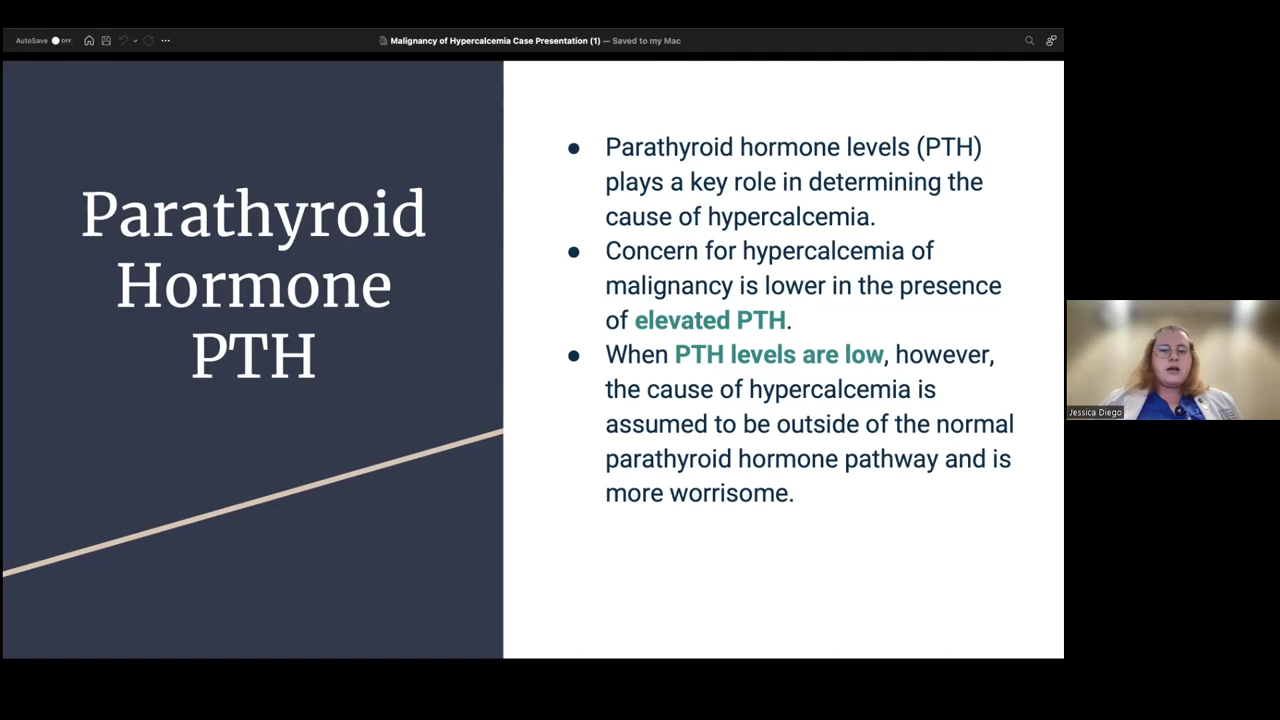 AutoSave OFF
Malignancy of Hypercalcemia Case Presentation (1) — Saved to my Mac
Parathyroid
Hormone
PTH
● Parathyroid hormone levels (PTH)
plays a key role in determining the
cause of hypercalcemia.
● Concern for hypercalcemia of
malignancy is lower in the presence
of elevated PTH.
● When PTH levels are low, however,
the cause of hypercalcemia is
assumed to be outside of the normal
parathyroid hormone pathway and is
more worrisome.
Jessica Diego